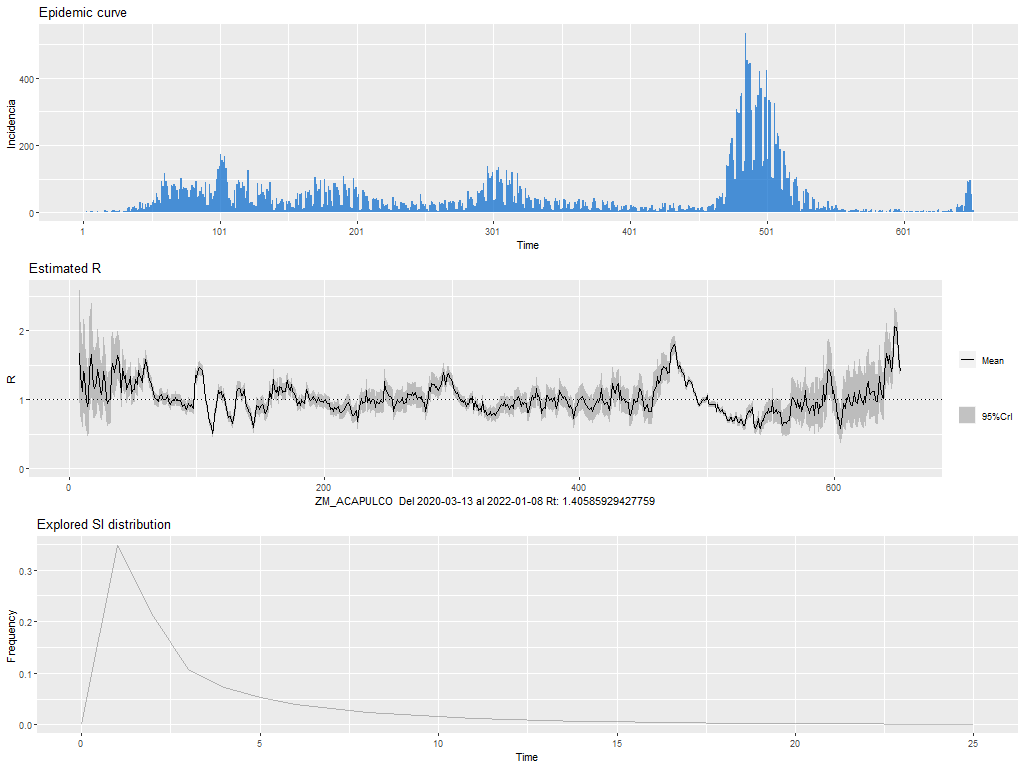 Epidemic curve
Incidencia
400
200
0
1 101 201 301 401 501 601
Time
Estimated R
R
2
1
0
0 200 400 600
Mean
95%CrI
ZM_ACAPULCO Del 2020-03-13 al 2022-01-08 Rt: 1.40585929427759
Explored SI distribution
Frequency
0.3
0.2
0.1
0.0
0 5 10 15 20 25
Time